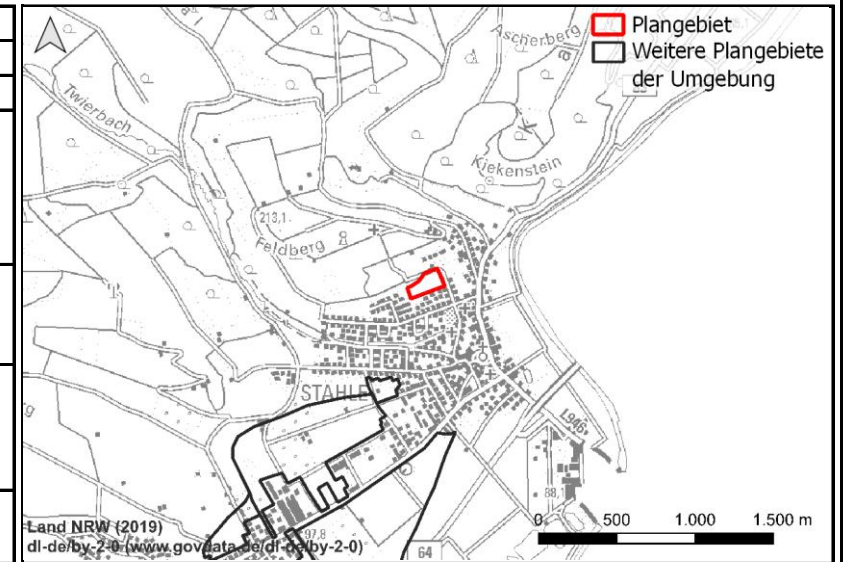 Plangebiet
Weitere Plangebiete
der Umgebung
Ascherberg
Twierbach
Kiekenstein
213,1
Feldberg
STAHLE
L946
88,1
97,8
64
Land NRW (2019)
dl-de/by-2-0 (www.govdata.de/dl-de/by-2-0)
0 500 1.000 1.500 m